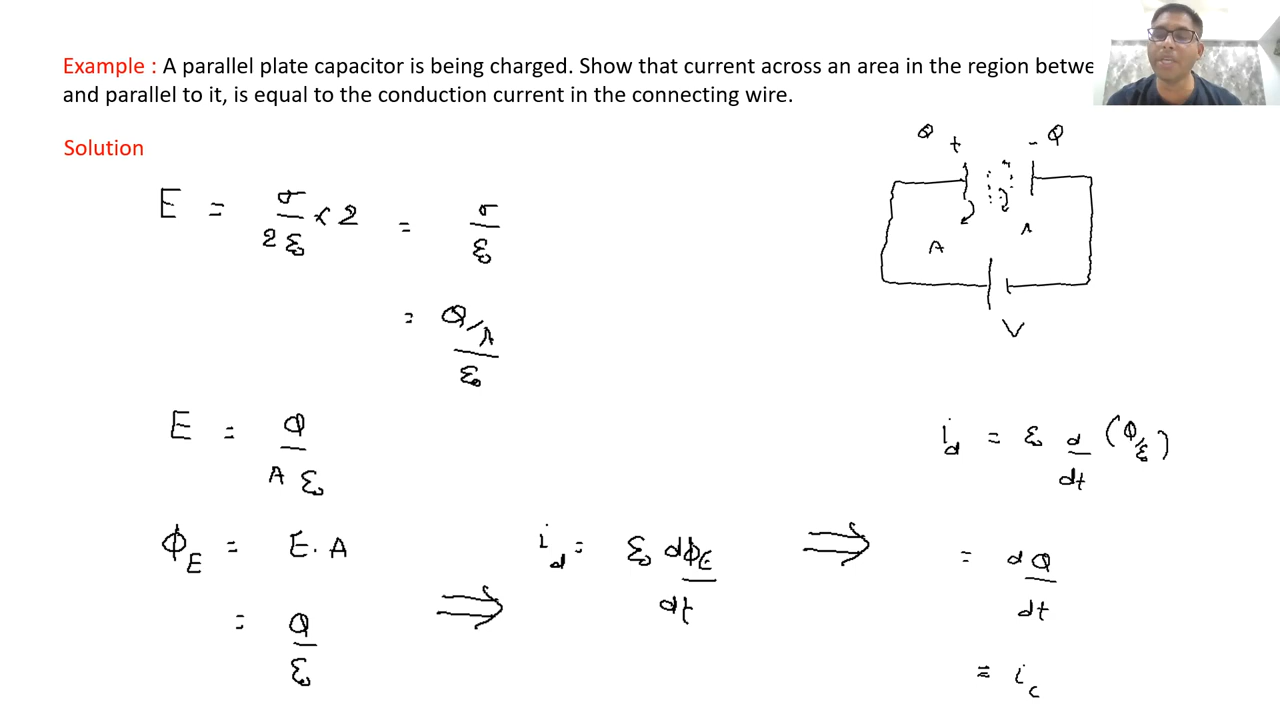 Example : A parallel plate capacitor is being charged. Show that current across an area in the region betwe
and parallel to it, is equal to the conduction current in the connecting wire.
Solution
Q + - Q
A A
V
E = σ/2ε₀ × 2 = σ/ε₀
= Q/A/ε₀
E = Q/A ε₀
ϕ_E = E. A
= Q/ε₀
⇒ i_d = ε₀ dϕ_E/dt ⇒
i_d = ε₀ d/dt (Q/ε₀)
= dQ/dt
= i_c